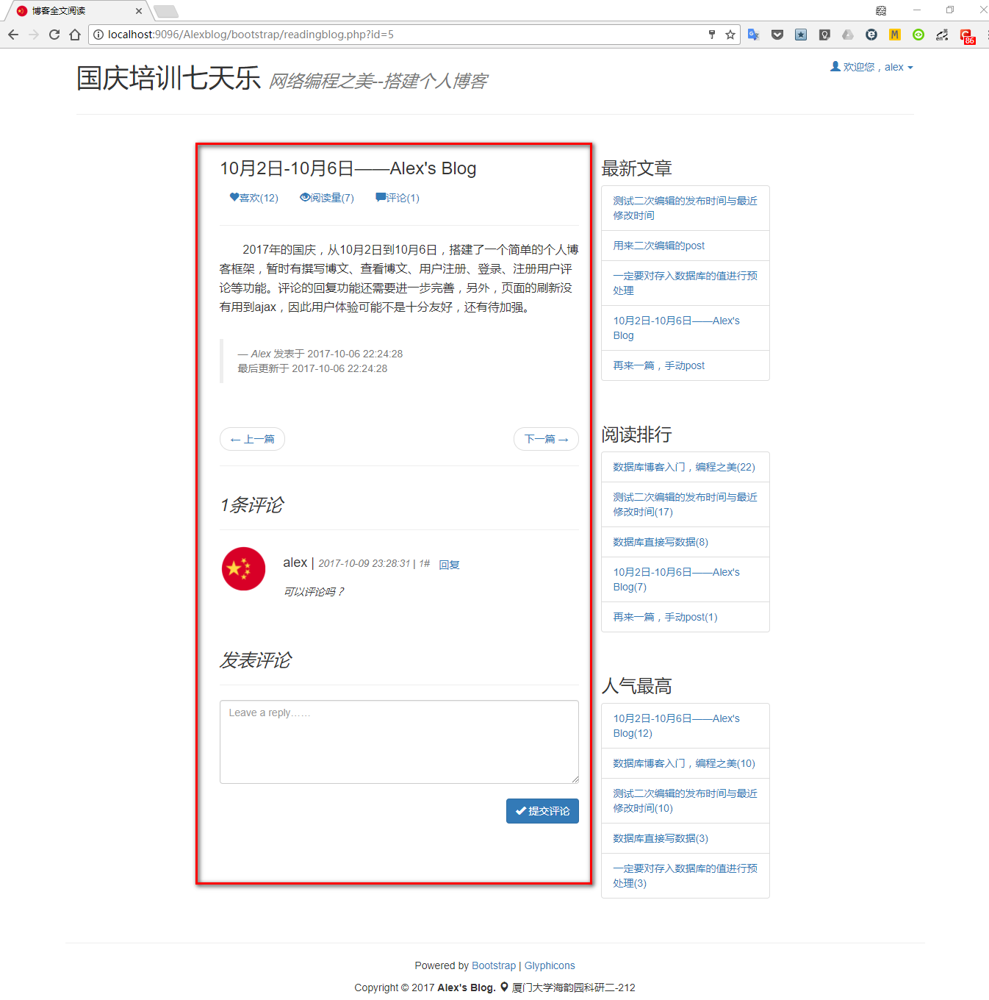 博客全文阅读
localhost:9096/Alexblog/bootstrap/readingblog.php?id=5
M
en
86
国庆培训七天乐 网络编程之美--搭建个人博客
欢迎您，alex
10月2日-10月6日——Alex's Blog
喜欢(12) 阅读量(7) 评论(1)
2017年的国庆，从10月2日到10月6日，搭建了一个简单的个人博
客框架，暂时有撰写博文、查看博文、用户注册、登录、注册用户评
论等功能。评论的回复功能还需要进一步完善，另外，页面的刷新没
有用到ajax，因此用户体验可能不是十分友好，还有待加强。
— Alex 发表于 2017-10-06 22:24:28
最后更新于 2017-10-06 22:24:28
← 上一篇 下一篇 →
1条评论
alex | 2017-10-09 23:28:31 | 1# 回复
可以评论吗？
发表评论
Leave a reply……
提交评论
最新文章
测试二次编辑的发布时间与最近
修改时间
用来二次编辑的post
一定要对存入数据库的值进行预
处理
10月2日-10月6日——Alex's
Blog
再来一篇，手动post
阅读排行
数据库博客入门，编程之美(22)
测试二次编辑的发布时间与最近
修改时间(17)
数据库直接写数据(8)
10月2日-10月6日——Alex's
Blog(7)
再来一篇，手动post(1)
人气最高
10月2日-10月6日——Alex's
Blog(12)
数据库博客入门，编程之美(10)
测试二次编辑的发布时间与最近
修改时间(10)
数据库直接写数据(3)
一定要对存入数据库的值进行预
处理(3)
Powered by Bootstrap | Glyphicons
Copyright © 2017 Alex's Blog. 厦门大学海韵园科研二-212